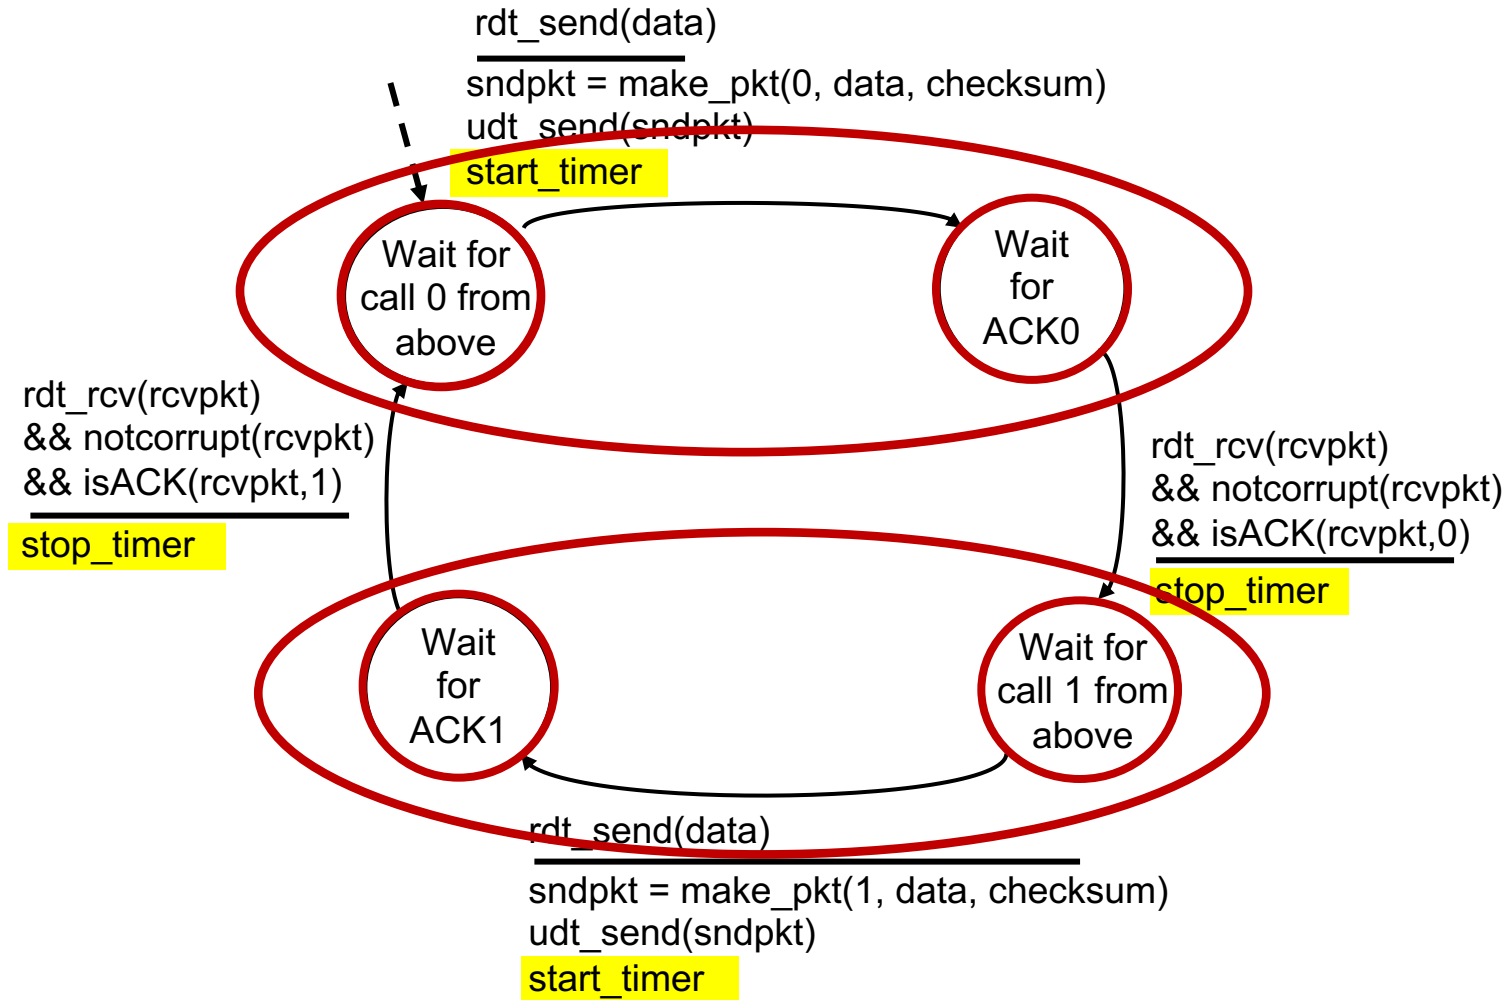 rdt_send(data)
sndpkt = make_pkt(0, data, checksum)
udt_send(sndpkt)
start_timer
Wait for
call 0 from
above
Wait
for
ACK0
rdt_rcv(rcvpkt)
&& notcorrupt(rcvpkt)
&& isACK(rcvpkt,1)
stop_timer
rdt_rcv(rcvpkt)
&& notcorrupt(rcvpkt)
&& isACK(rcvpkt,0)
stop_timer
Wait
for
ACK1
Wait for
call 1 from
above
rdt_send(data)
sndpkt = make_pkt(1, data, checksum)
udt_send(sndpkt)
start_timer